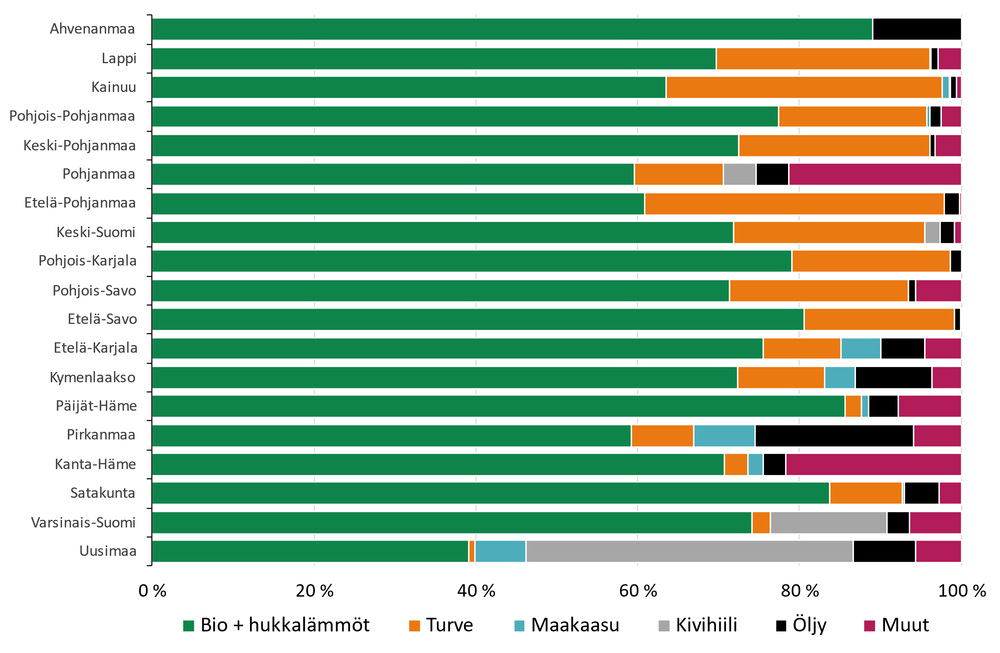 Ahvenanmaa
Lappi
Kainuu
Pohjois-Pohjanmaa
Keski-Pohjanmaa
Pohjanmaa
Etelä-Pohjanmaa
Keski-Suomi
Pohjois-Karjala
Pohjois-Savo
Etelä-Savo
Etelä-Karjala
Kymenlaakso
Päijät-Häme
Pirkanmaa
Kanta-Häme
Satakunta
Varsinais-Suomi
Uusimaa
0 % 20 % 40 % 60 % 80 % 100 %
Bio + hukkalämmöt Turve Maakaasu Kivihiili Öljy Muut